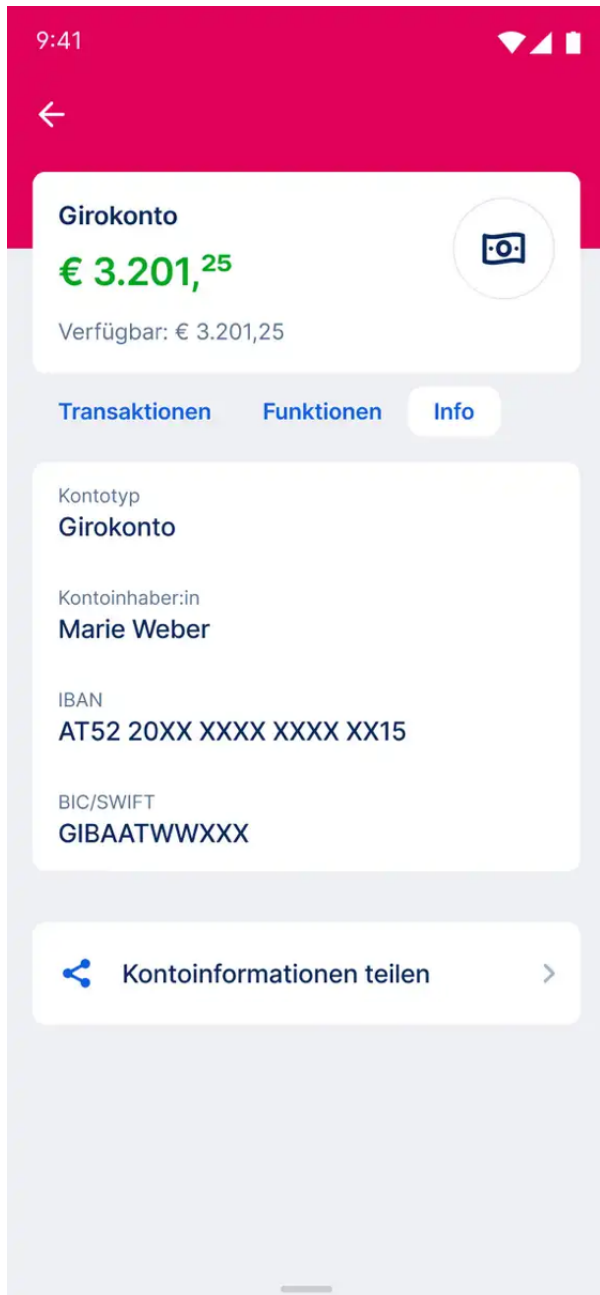 9:41
Girokonto
€ 3.201,25
Verfügbar: € 3.201,25
Transaktionen Funktionen Info
Kontotyp
Girokonto
Kontoinhaber:in
Marie Weber
IBAN
AT52 20XX XXXX XXXX XX15
BIC/SWIFT
GIBAATWWXXX
Kontoinformationen teilen